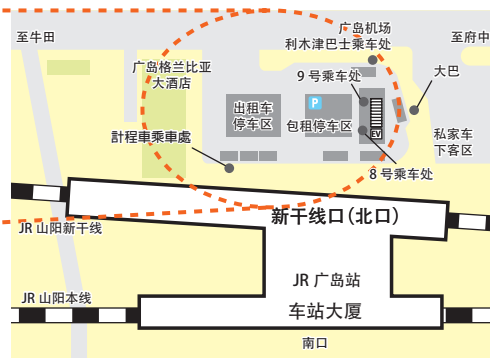 至牛田
广岛机场
利木津巴士乘车处
至府中
广岛格兰比亚
大酒店
9 号乘车处
大巴
出租车
停车区
P
包租停车区
EV
計程車乘車處
私家车
下客区
8 号乘车处
新干线口(北口)
JR 山阳新干线
JR 广岛站
JR 山阳本线
车站大厦
南口